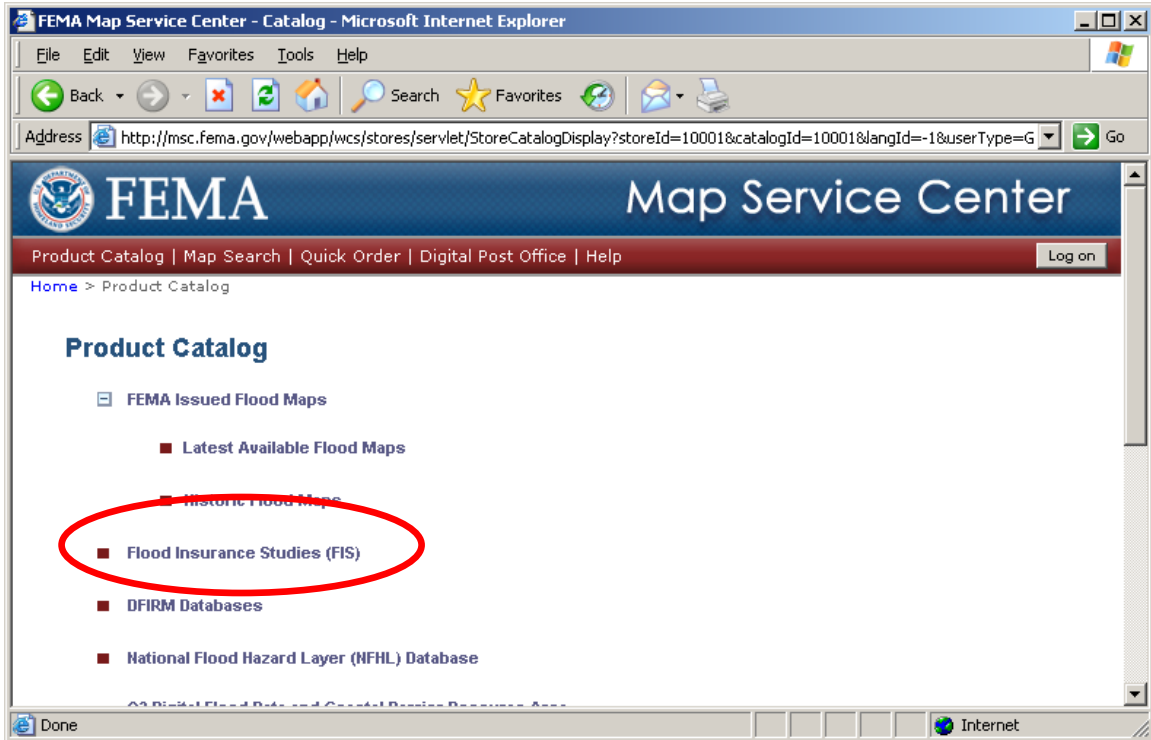 FEMA Map Service Center - Catalog - Microsoft Internet Explorer
File Edit View Favorites Tools Help
Back Search Favorites
Address http://msc.fema.gov/webapp/wcs/stores/servlet/StoreCatalogDisplay?storeId=10001&catalogId=10001&langId=-1&userType=G Go
FEMA Map Service Center
Product Catalog | Map Search | Quick Order | Digital Post Office | Help Log on
Home > Product Catalog
Product Catalog
FEMA Issued Flood Maps
Latest Available Flood Maps
Historic Flood Maps
Flood Insurance Studies (FIS)
DFIRM Databases
National Flood Hazard Layer (NFHL) Database
Done Internet